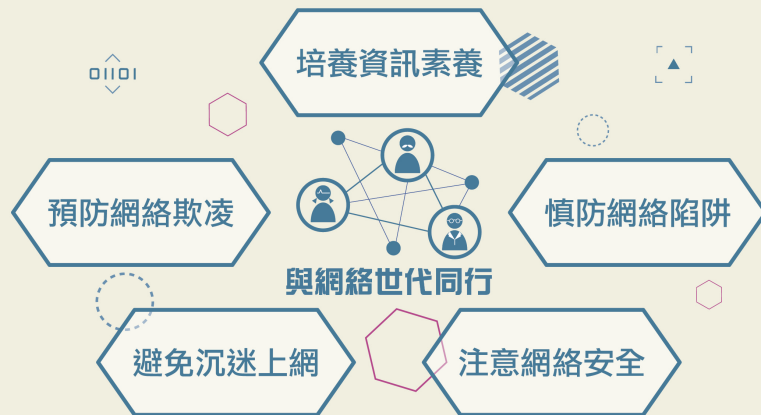 01101
培養資訊素養
預防網絡欺凌
慎防網絡陷阱
與網絡世代同行
避免沉迷上網
注意網絡安全